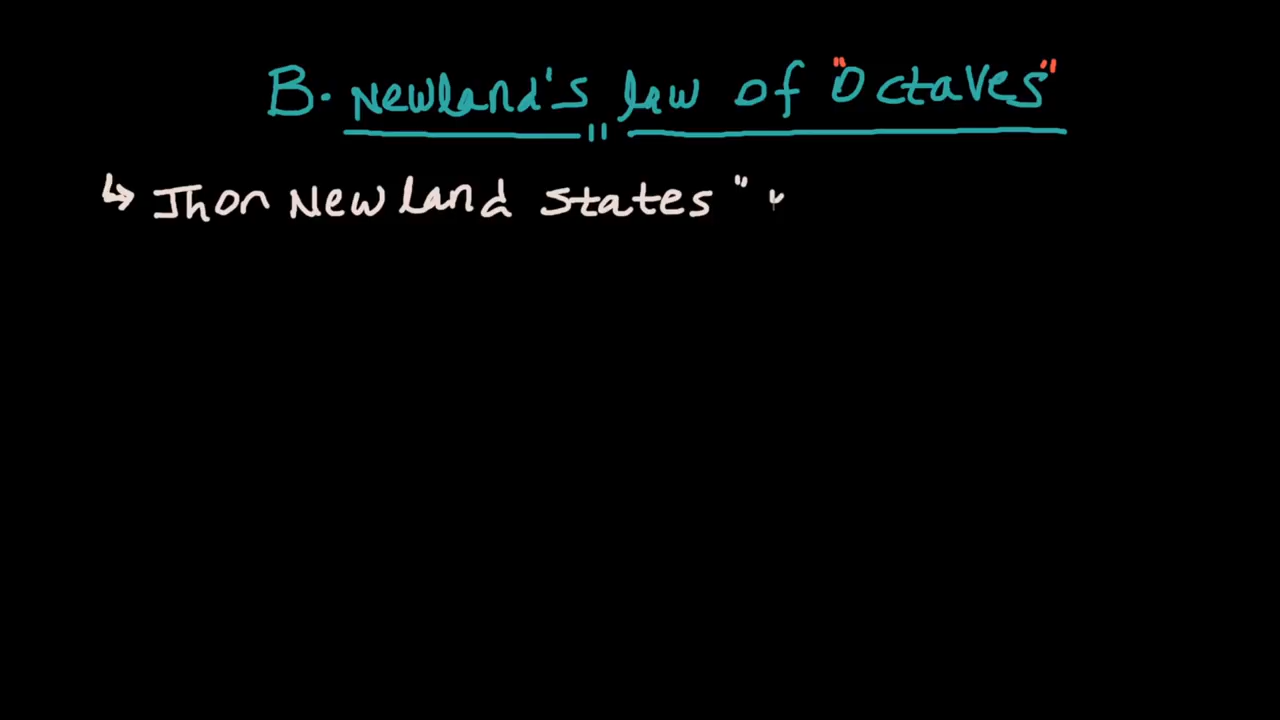 B. Newland's law of "Octaves"
↳ Jhon Newland states "